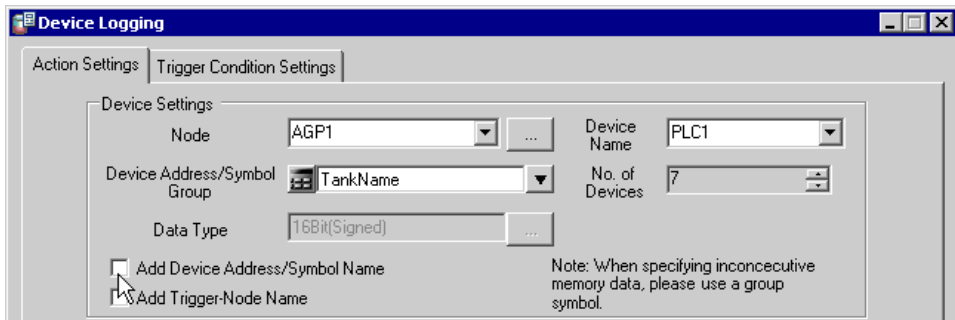 Device Logging
Action Settings
Trigger Condition Settings
Device Settings
Node
AGP1
...
Device
Name
PLC1
Device Address/Symbol
Group
TankName
No. of
Devices
7
Data Type
16Bit(Signed)
...
Add Device Address/Symbol Name
Add Trigger-Node Name
Note: When specifying inconcecutive
memory data, please use a group
symbol.